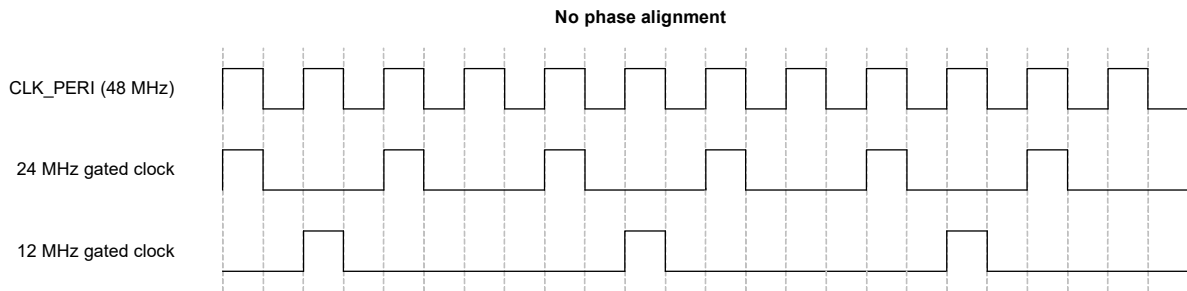 No phase alignment
CLK_PERI (48 MHz)
24 MHz gated clock
12 MHz gated clock